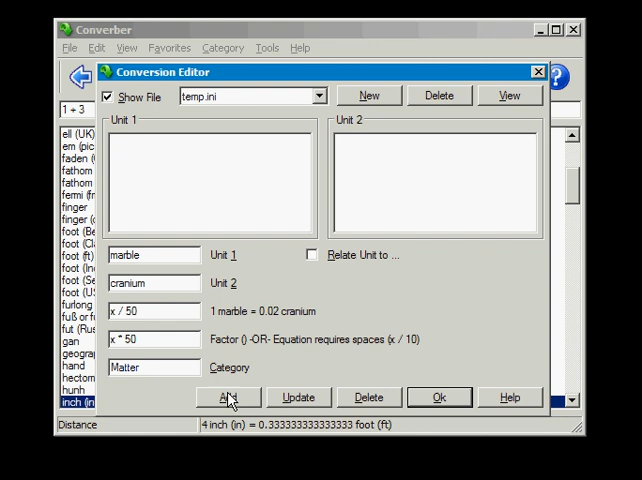 Converber
File Edit View Favorites Category Tools Help
Conversion Editor
Show File temp.ini New Delete View
1 + 3
Unit 1 Unit 2
ell (UK)
em (pic
faden (
fathom
fathom
fermi (fr
finger
finger (
foot (Be
foot (Cla
foot (ft)
foot (Ind
foot (Se
foot (US
furlong
fuß or fu
fut (Rus
gan
geograp
hand
hectom
hunh
inch (in
marble Unit 1 Relate Unit to ...
cranium Unit 2
x / 50 1 marble = 0.02 cranium
x * 50 Factor () -OR- Equation requires spaces (x / 10)
Matter Category
Add Update Delete Ok Help
Distance 4 inch (in) = 0.333333333333333 foot (ft)